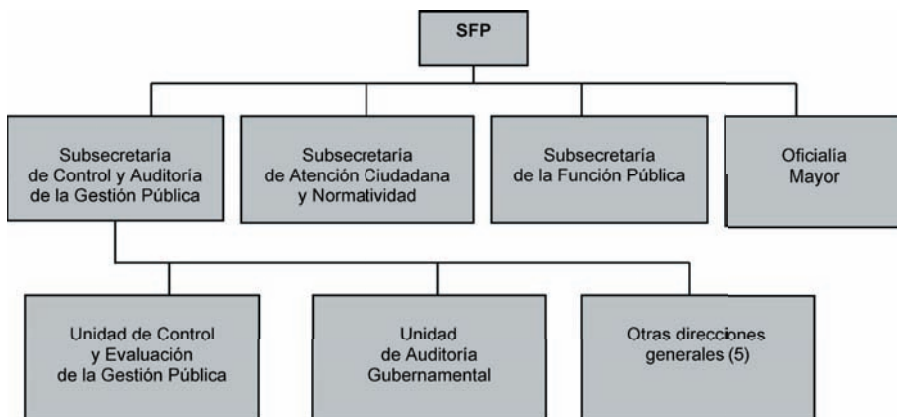 SFP
Subsecretaría
de Control y Auditoría
de la Gestión Pública
Subsecretaría
de Atención Ciudadana
y Normatividad
Subsecretaría
de la Función Pública
Oficialía
Mayor
Unidad de Control
y Evaluación
de la Gestión Pública
Unidad
de Auditoría
Gubernamental
Otras direcciones
generales (5)